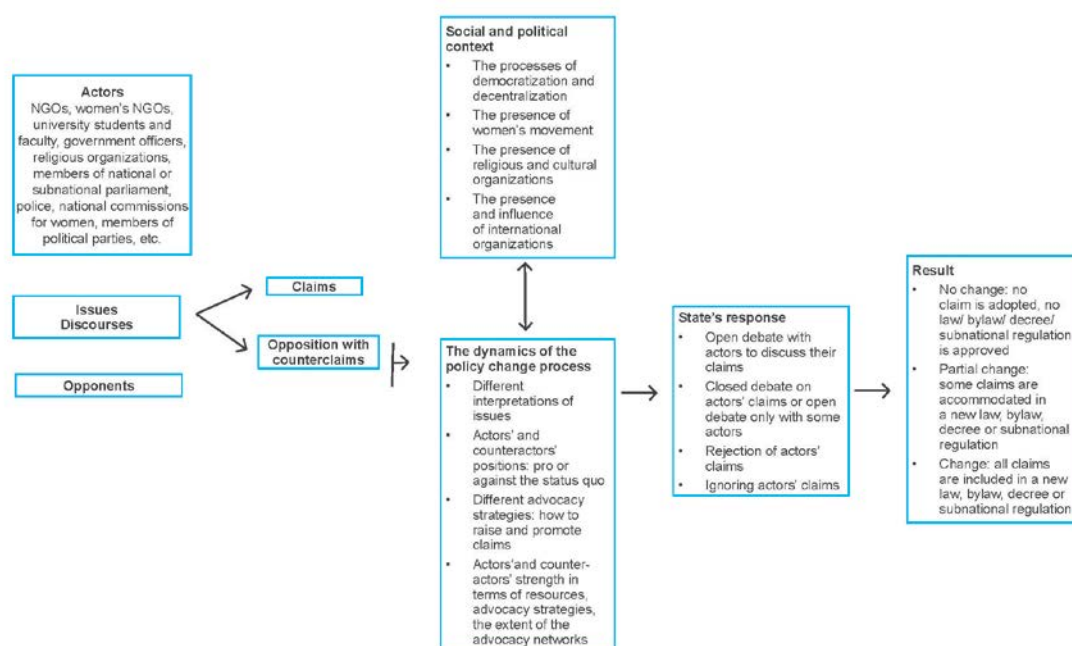 Actors
NGOs, women's NGOs,
university students and
faculty, government officers,
religious organizations,
members of national or
subnational parliament,
police, national commissions
for women, members of
political parties, etc.
Issues
Discourses
Opponents
Claims
Opposition with
counterclaims
Social and political
context
• The processes of
democratization and
decentralization
• The presence of
women's movement
• The presence of
religious and cultural
organizations
• The presence
and influence
of international
organizations
The dynamics of the
policy change process
• Different
interpretations of
issues
• Actors' and
counteractors'
positions: pro or
against the status quo
• Different advocacy
strategies: how to
raise and promote
claims
• Actors'and counter-
actors' strength in
terms of resources,
advocacy strategies,
the extent of the
advocacy networks
State's response
• Open debate with
actors to discuss their
claims
• Closed debate on
actors' claims or open
debate only with some
actors
• Rejection of actors'
claims
• Ignoring actors' claims
Result
• No change: no
claim is adopted, no
law/ bylaw/ decree/
subnational regulation
is approved
• Partial change:
some claims are
accommodated in
a new law, bylaw,
decree or subnational
regulation
• Change: all claims
are included in a new
law, bylaw, decree or
subnational regulation